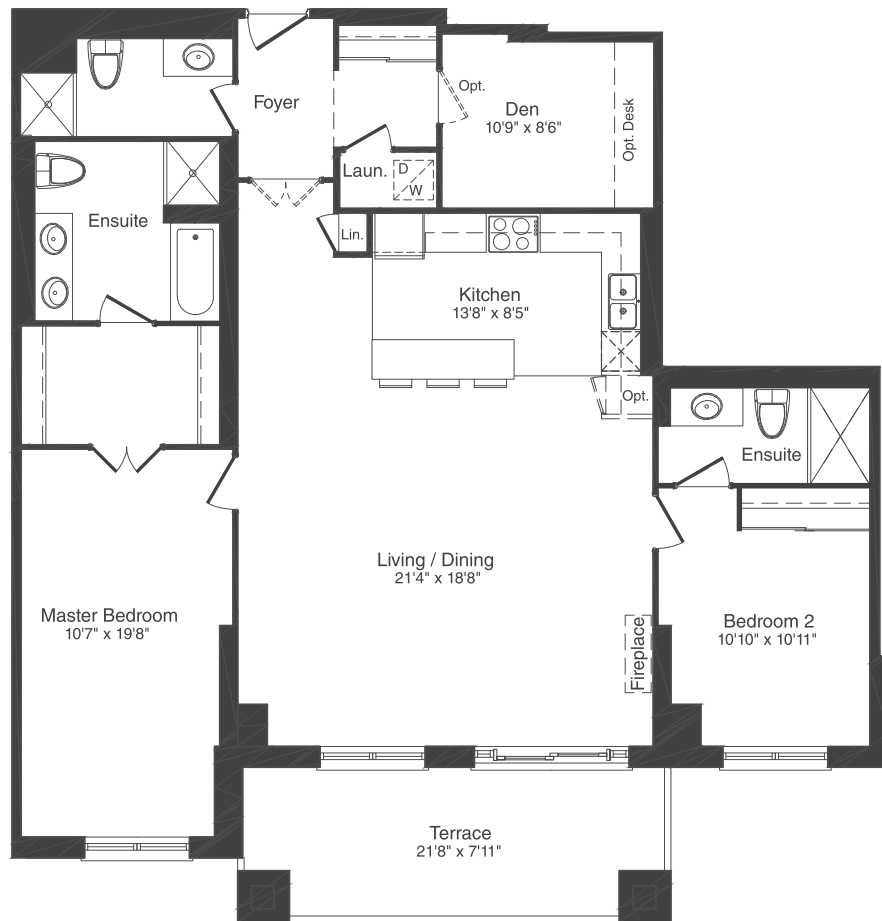 Foyer
Opt.
Den
10'9" x 8'6"
Opt. Desk
Laun.
D
W
Ensuite
Lin.
Kitchen
13'8" x 8'5"
Opt.
Ensuite
Living / Dining
21'4" x 18'8"
Master Bedroom
10'7" x 19'8"
Fireplace
Bedroom 2
10'10" x 10'11"
Terrace
21'8" x 7'11"